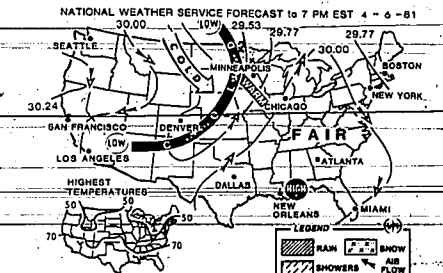 NATIONAL WEATHER SERVICE FORECAST to 7 PM EST 4 - 6 - 81
30.00
LOW
29.53
29.77
29.77
30.00
SEATTLE
COLD
MINNEAPOLIS
WARM
BOSTON
NEW YORK
CHICAGO
30.24
SAN FRANCISCO
DENVER
LOW
FAIR
LOS ANGELES
ATLANTA
DALLAS
HIGH
NEW
ORLEANS
MIAMI
HIGHEST
TEMPERATURES
50
50
50
70
70
LEGEND
RAIN
SNOW
SHOWERS
AIR
FLOW